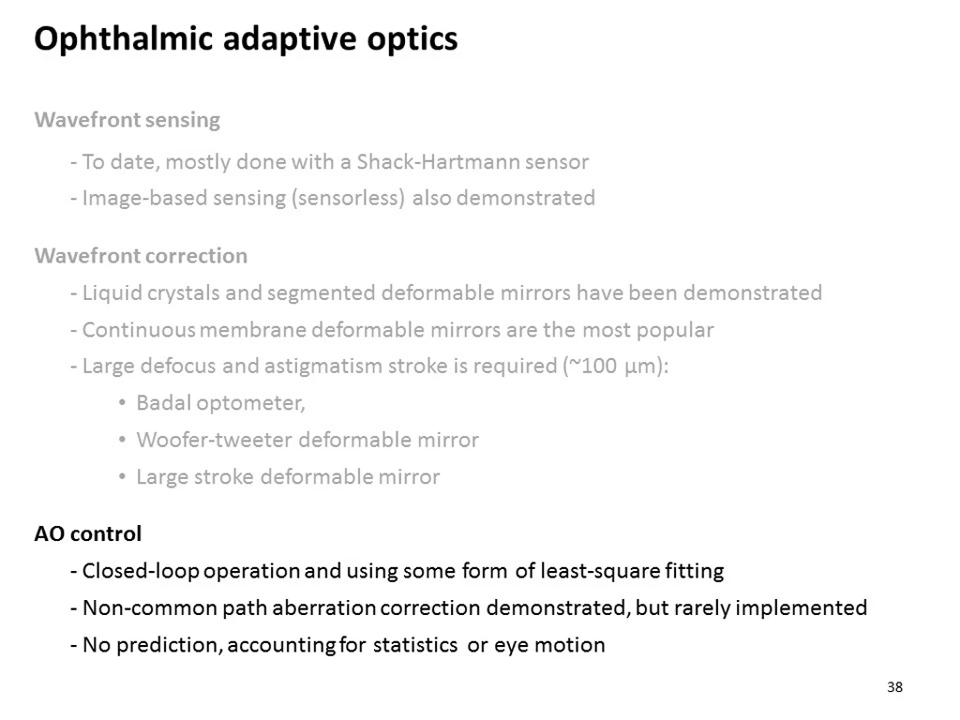 Ophthalmic adaptive optics
Wavefront sensing
- To date, mostly done with a Shack-Hartmann sensor
- Image-based sensing (sensorless) also demonstrated
Wavefront correction
- Liquid crystals and segmented deformable mirrors have been demonstrated
- Continuous membrane deformable mirrors are the most popular
- Large defocus and astigmatism stroke is required (~100 µm):
• Badal optometer,
• Woofer-tweeter deformable mirror
• Large stroke deformable mirror
AO control
- Closed-loop operation and using some form of least-square fitting
- Non-common path aberration correction demonstrated, but rarely implemented
- No prediction, accounting for statistics or eye motion
38